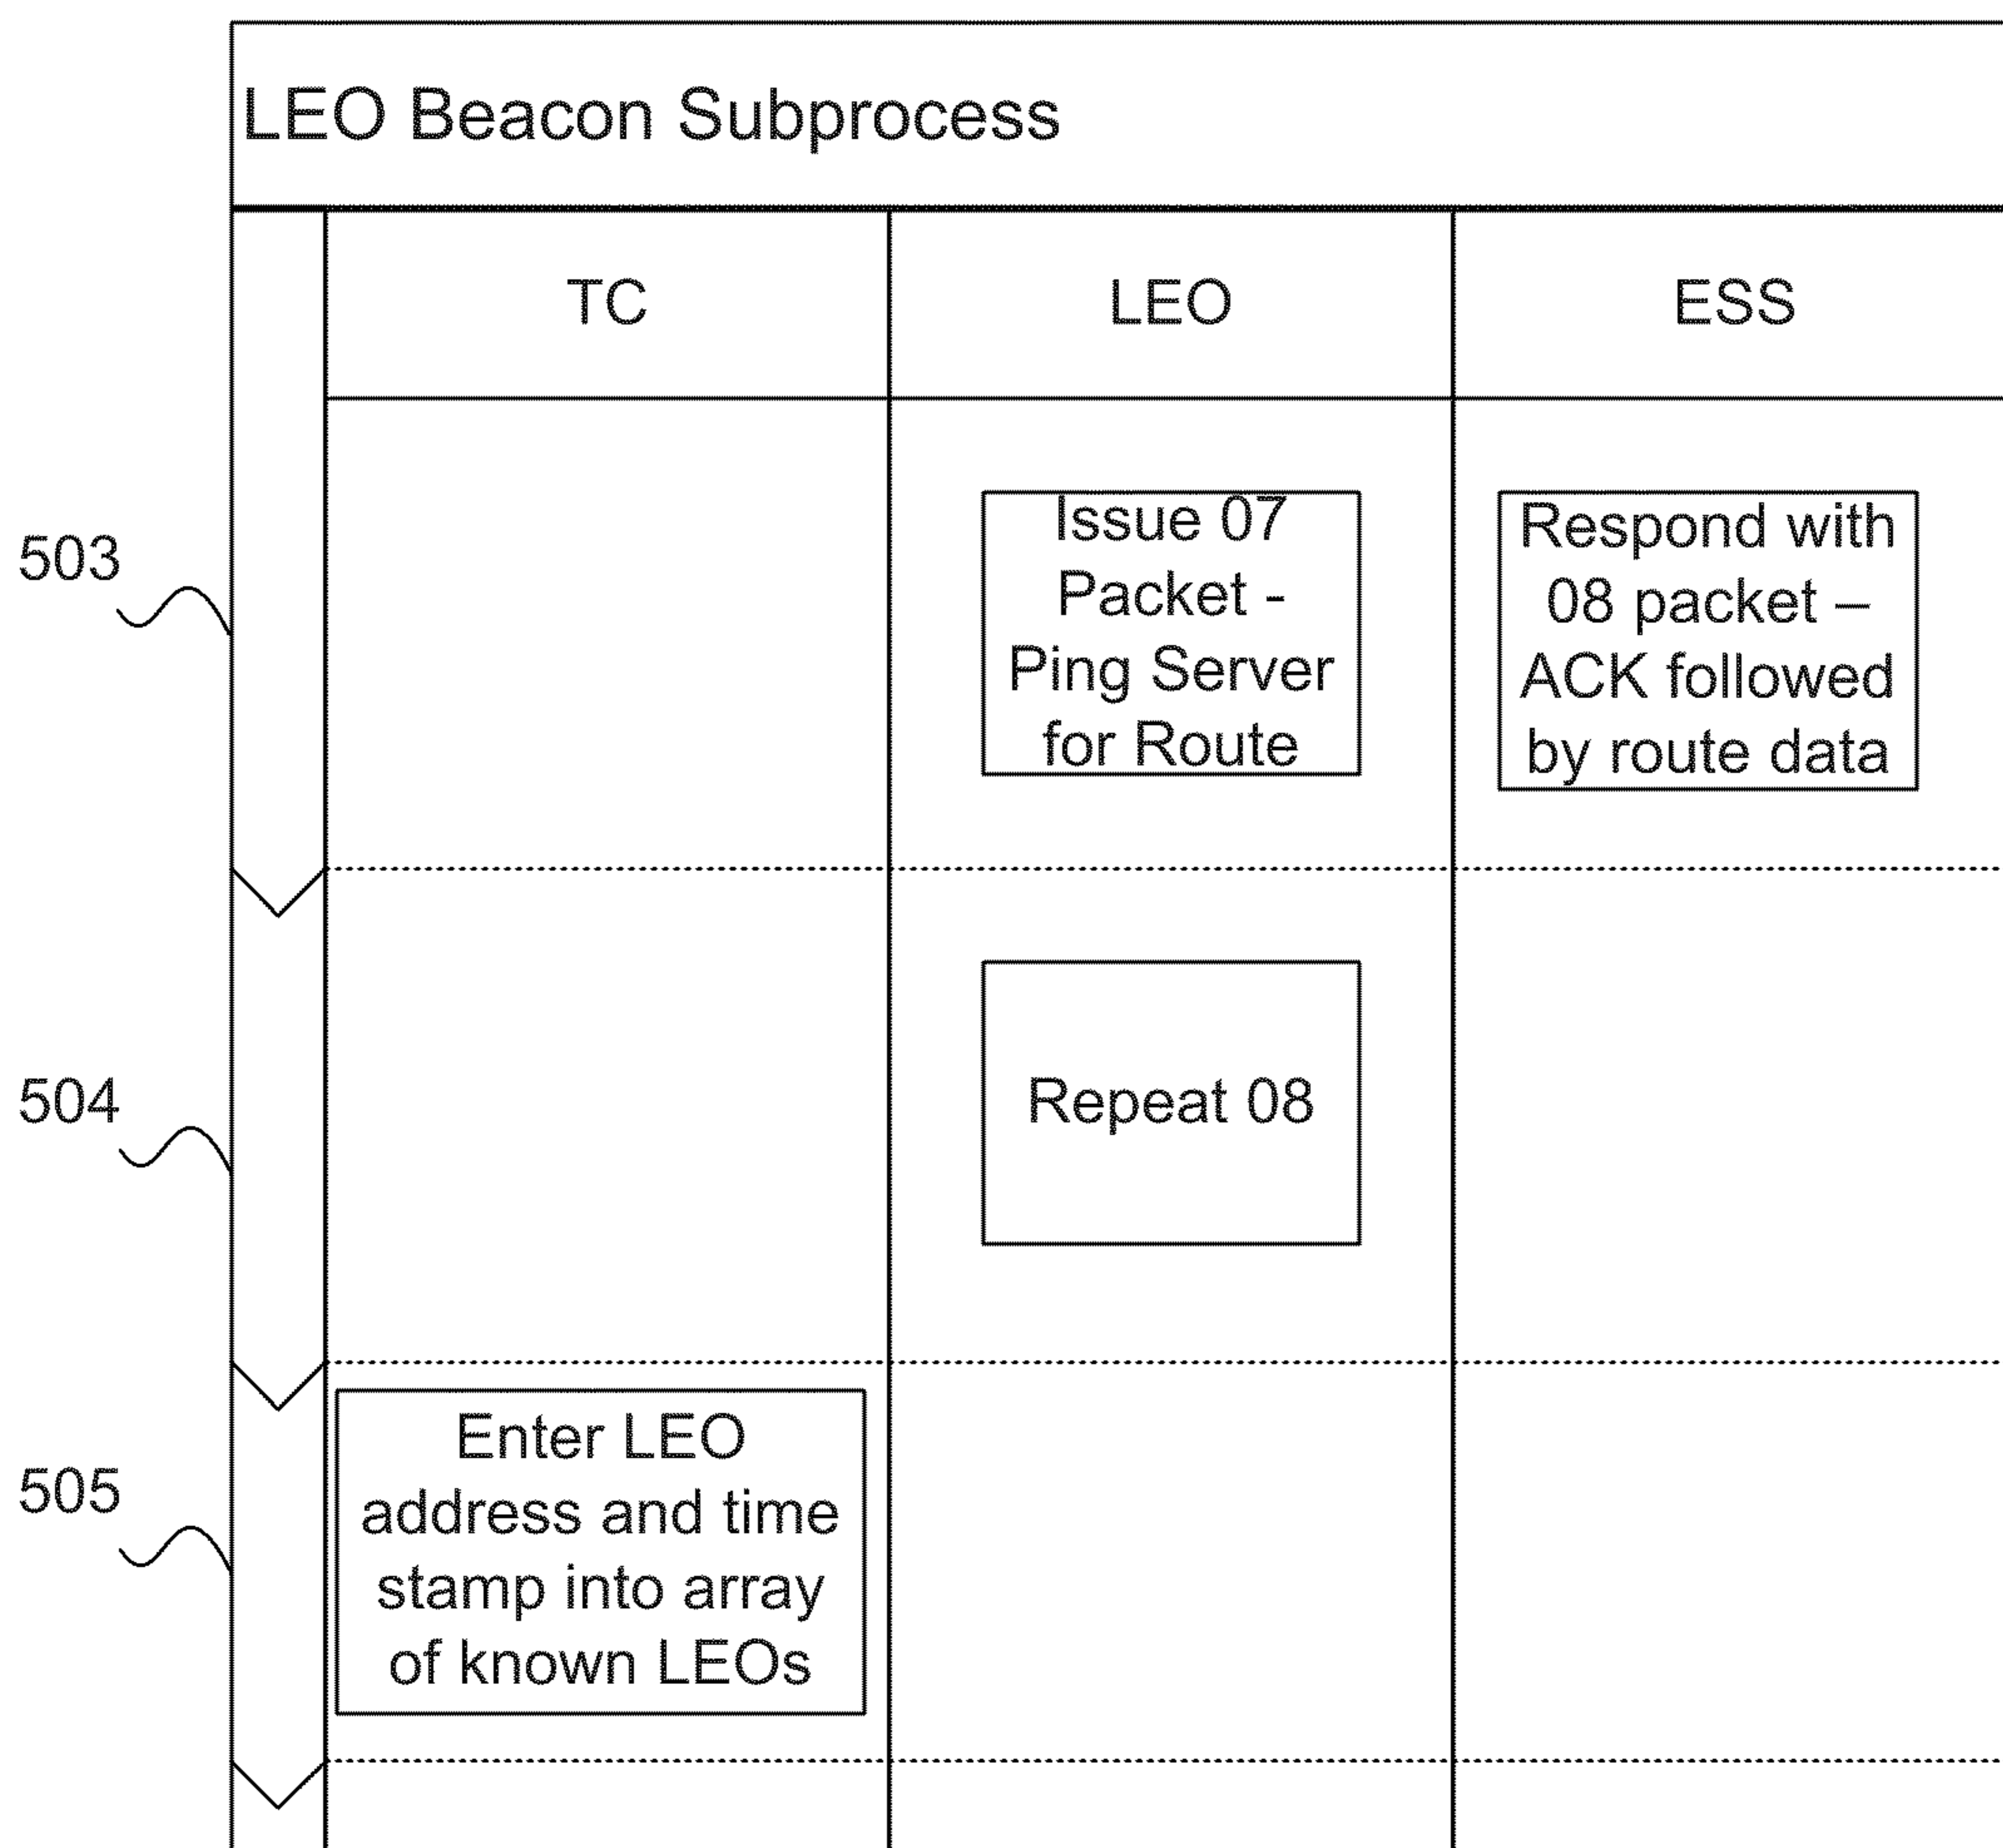 LEO Beacon Subprocess
TC
LEO
ESS
503
Issue 07
Packet -
Ping Server
for Route
Respond with
08 packet –
ACK followed
by route data
504
Repeat 08
505
Enter LEO
address and time
stamp into array
of known LEOs